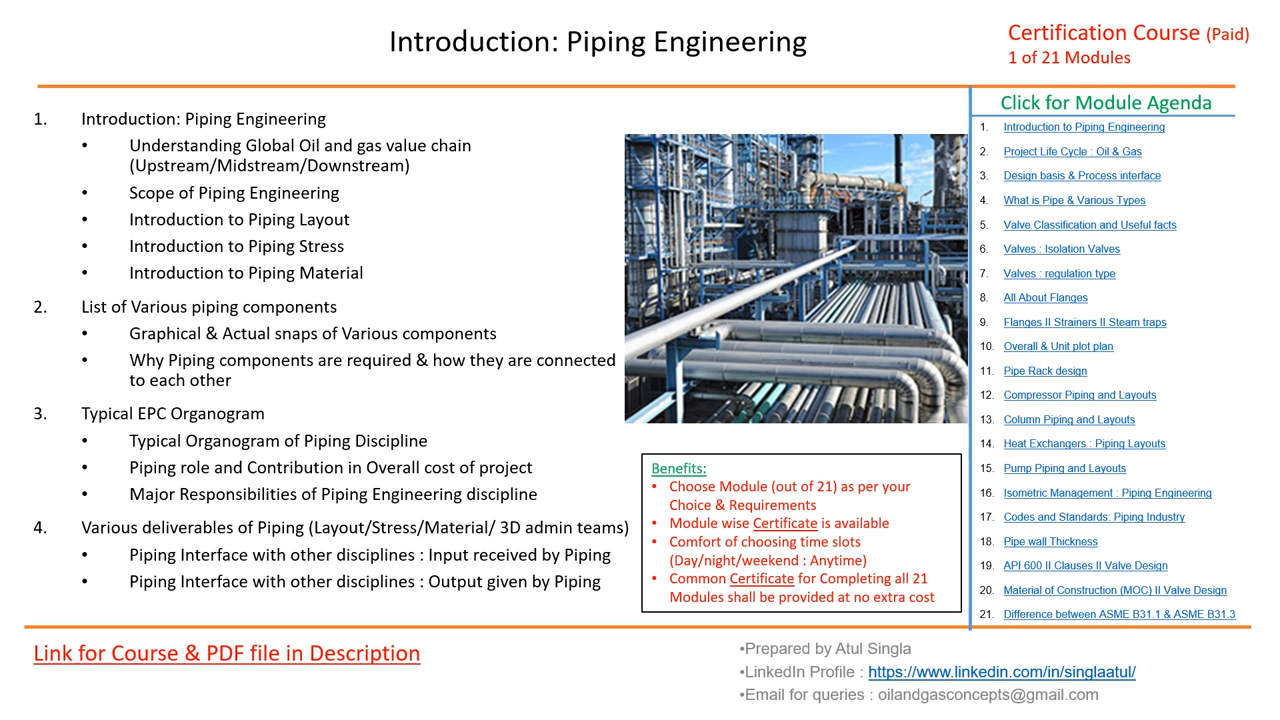 Introduction: Piping Engineering
Certification Course (Paid)
1 of 21 Modules
1. Introduction: Piping Engineering
• Understanding Global Oil and gas value chain
(Upstream/Midstream/Downstream)
• Scope of Piping Engineering
• Introduction to Piping Layout
• Introduction to Piping Stress
• Introduction to Piping Material
2. List of Various piping components
• Graphical & Actual snaps of Various components
• Why Piping components are required & how they are connected
to each other
3. Typical EPC Organogram
• Typical Organogram of Piping Discipline
• Piping role and Contribution in Overall cost of project
• Major Responsibilities of Piping Engineering discipline
4. Various deliverables of Piping (Layout/Stress/Material/ 3D admin teams)
• Piping Interface with other disciplines : Input received by Piping
• Piping Interface with other disciplines : Output given by Piping
Benefits:
• Choose Module (out of 21) as per your
Choice & Requirements
• Module wise Certificate is available
• Comfort of choosing time slots
(Day/night/weekend : Anytime)
• Common Certificate for Completing all 21
Modules shall be provided at no extra cost
Click for Module Agenda
1. Introduction to Piping Engineering
2. Project Life Cycle : Oil & Gas
3. Design basis & Process interface
4. What is Pipe & Various Types
5. Valve Classification and Useful facts
6. Valves : Isolation Valves
7. Valves : regulation type
8. All About Flanges
9. Flanges II Strainers II Steam traps
10. Overall & Unit plot plan
11. Pipe Rack design
12. Compressor Piping and Layouts
13. Column Piping and Layouts
14. Heat Exchangers : Piping Layouts
15. Pump Piping and Layouts
16. Isometric Management : Piping Engineering
17. Codes and Standards: Piping Industry
18. Pipe wall Thickness
19. API 600 II Clauses II Valve Design
20. Material of Construction (MOC) II Valve Design
21. Difference between ASME B31.1 & ASME B31.3
Link for Course & PDF file in Description
•Prepared by Atul Singla
•LinkedIn Profile : https://www.linkedin.com/in/singlaatul/
•Email for queries : oilandgasconcepts@gmail.com